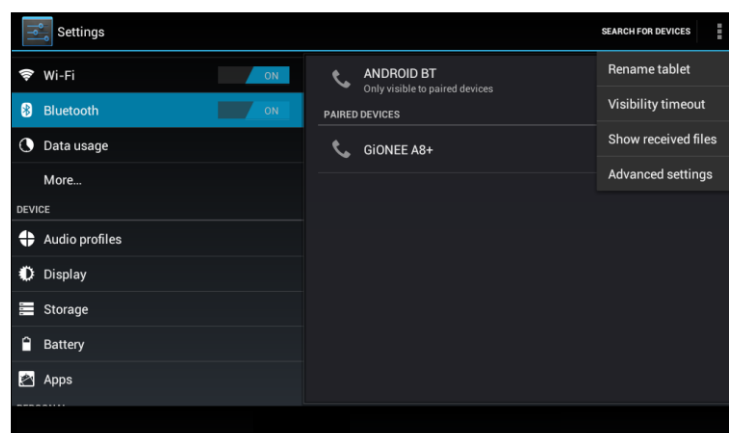 Settings
SEARCH FOR DEVICES
Wi-Fi
ON
Bluetooth
ON
Data usage
More...
DEVICE
Audio profiles
Display
Storage
Battery
Apps
ANDROID BT
Only visible to paired devices
PAIRED DEVICES
GiONEE A8+
Rename tablet
Visibility timeout
Show received files
Advanced settings